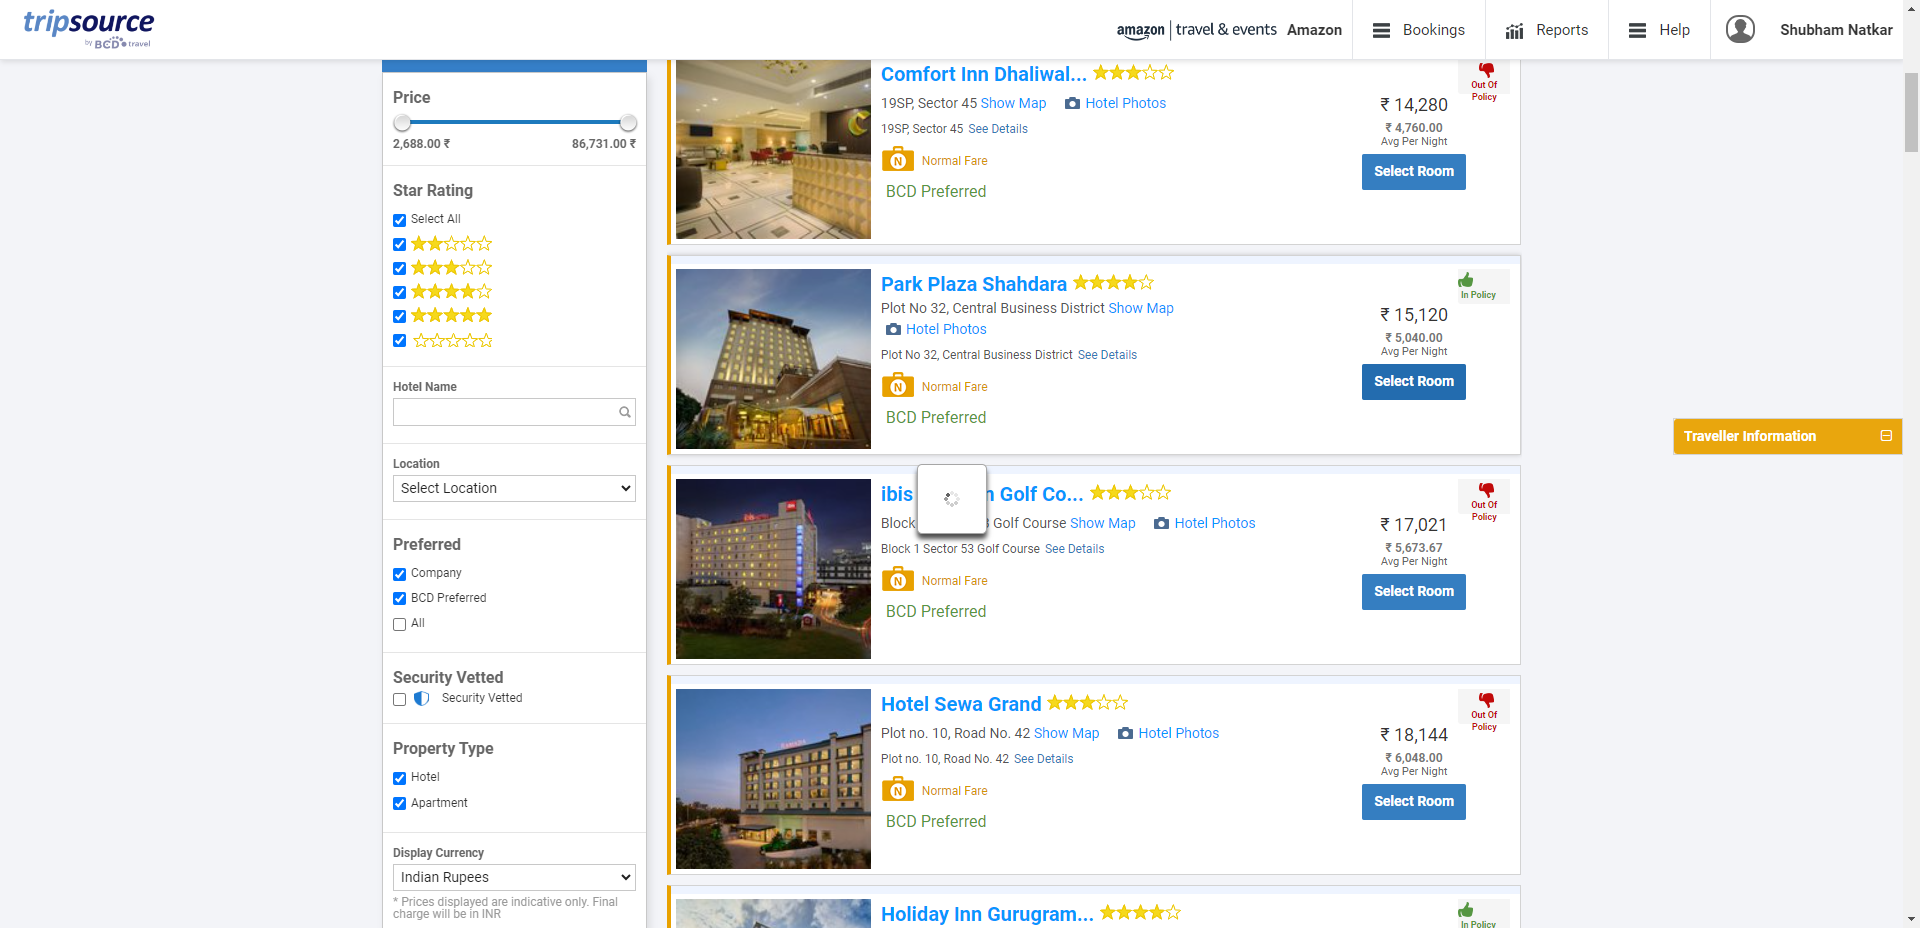 tripsource
by BCD travel
amazon | travel & events Amazon
Bookings
Reports
Help
Shubham Natkar
Price
2,688.00 ₹ 86,731.00 ₹
Star Rating
Select All
Hotel Name
Location
Select Location
Preferred
Company
BCD Preferred
All
Security Vetted
Security Vetted
Property Type
Hotel
Apartment
Display Currency
Indian Rupees
* Prices displayed are indicative only. Final
charge will be in INR
Comfort Inn Dhaliwal...
19SP, Sector 45 Show Map Hotel Photos
19SP, Sector 45 See Details
N Normal Fare
BCD Preferred
Out Of
Policy
₹ 14,280
₹ 4,760.00
Avg Per Night
Select Room
Park Plaza Shahdara
Plot No 32, Central Business District Show Map
Hotel Photos
Plot No 32, Central Business District See Details
N Normal Fare
BCD Preferred
In Policy
₹ 15,120
₹ 5,040.00
Avg Per Night
Select Room
ibis Golf Co...
Block Golf Course Show Map Hotel Photos
Block 1 Sector 53 Golf Course See Details
N Normal Fare
BCD Preferred
Out Of
Policy
₹ 17,021
₹ 5,673.67
Avg Per Night
Select Room
Hotel Sewa Grand
Plot no. 10, Road No. 42 Show Map Hotel Photos
Plot no. 10, Road No. 42 See Details
N Normal Fare
BCD Preferred
Out Of
Policy
₹ 18,144
₹ 6,048.00
Avg Per Night
Select Room
Holiday Inn Gurugram...
In Policy
Traveller Information